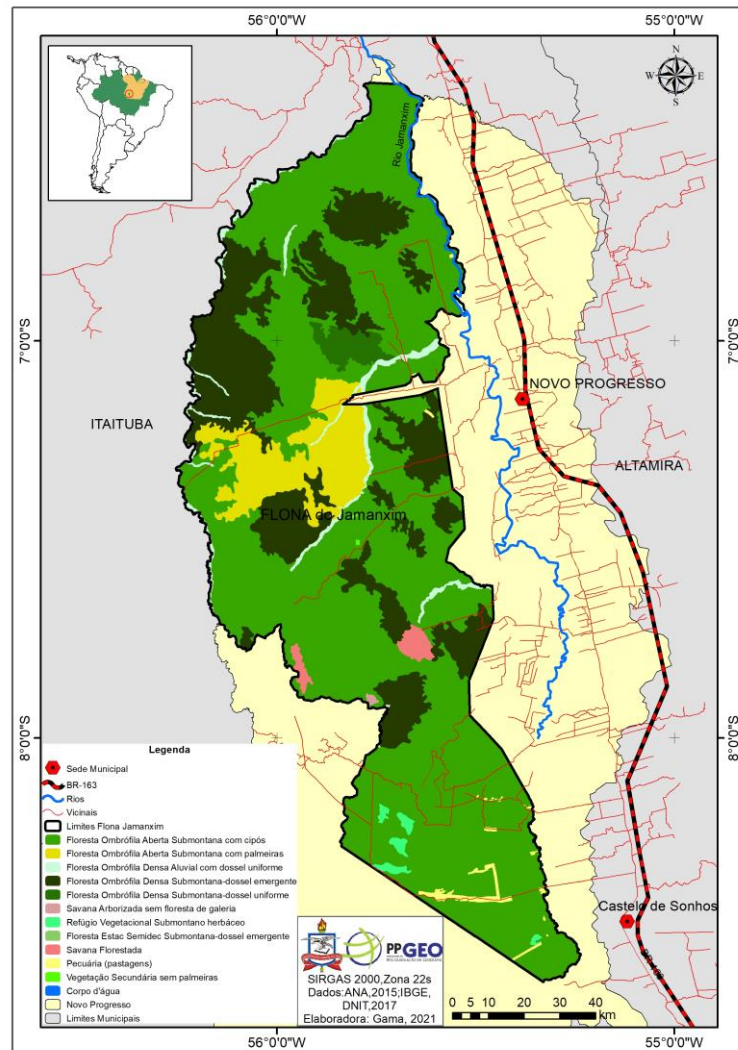 56°0'0"W 55°0'0"W
N
W E
S
Rio Jamanxim
7°0'0"S 7°0'0"S
NOVO PROGRESSO
ITAITUBA
ALTAMIRA
FLONA do Jamanxim
8°0'0"S 8°0'0"S
Legenda
Sede Municipal
BR-163
Rios
Vicinais
Limites Flona Jamanxim
Floresta Ombrófila Aberta Submontana com cipós
Floresta Ombrófila Aberta Submontana com palmeiras
Floresta Ombrófila Densa Aluvial com dossel uniforme
Floresta Ombrófila Densa Submontana-dossel emergente
Floresta Ombrófila Densa Submontana-dossel uniforme
Savana Arborizada sem floresta de galeria
Refúgio Vegetacional Submontano herbáceo
Floresta Estac Semidec Submontana-dossel emergente
Savana Florestada
Pecuária (pastagens)
Vegetação Secundária sem palmeiras
Corpo d'água
Novo Progresso
Limites Municipais
Castelo de Sonhos
BR-163
PPGEO
SIRGAS 2000,Zona 22s
Dados:ANA,2015;IBGE,
DNIT,2017
Elaboradora: Gama, 2021
0 5 10 20 30 40
km
56°0'0"W 55°0'0"W